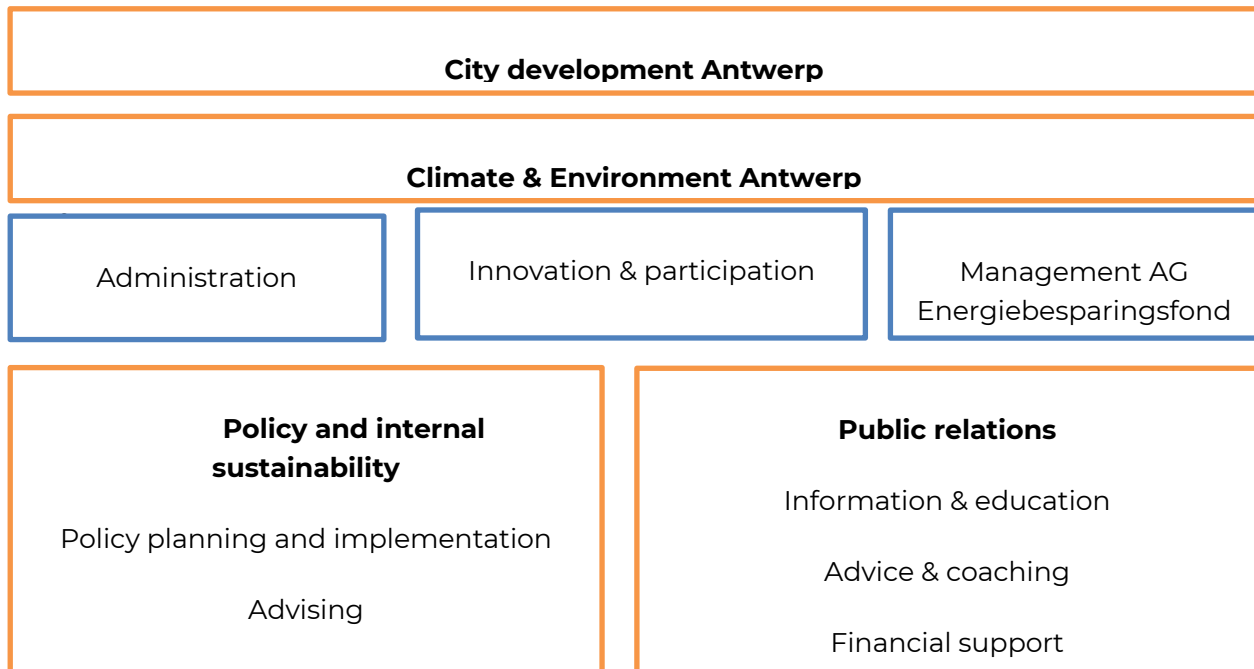 City development Antwerp
Climate & Environment Antwerp
Administration
Innovation & participation
Management AG
Energiebesparingsfond
Policy and internal
sustainability
Policy planning and implementation
Advising
Public relations
Information & education
Advice & coaching
Financial support